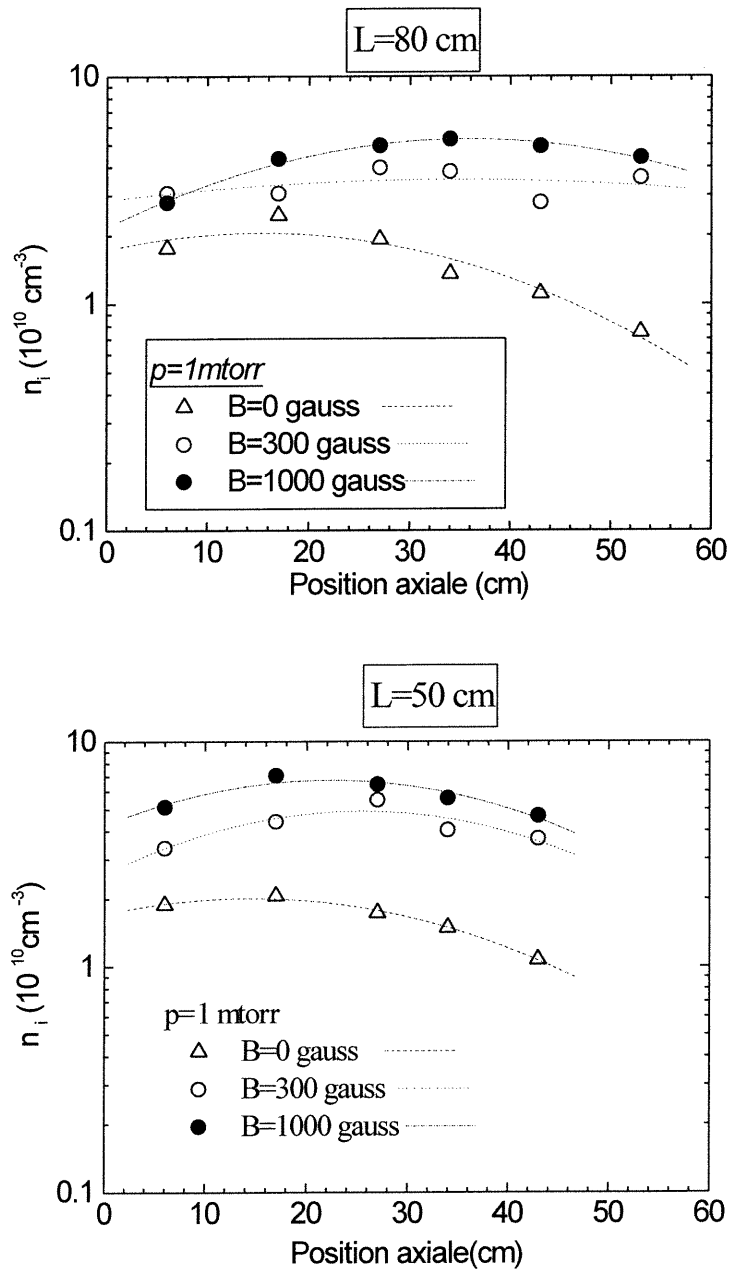 L=80 cm
10
1
0.1
n_i (10^10 cm^-3)
p=1mtorr
B=0 gauss
B=300 gauss
B=1000 gauss
0 10 20 30 40 50 60
Position axiale (cm)
L=50 cm
10
1
0.1
n_i (10^10 cm^-3)
p=1 mtorr
B=0 gauss
B=300 gauss
B=1000 gauss
0 10 20 30 40 50 60
Position axiale(cm)